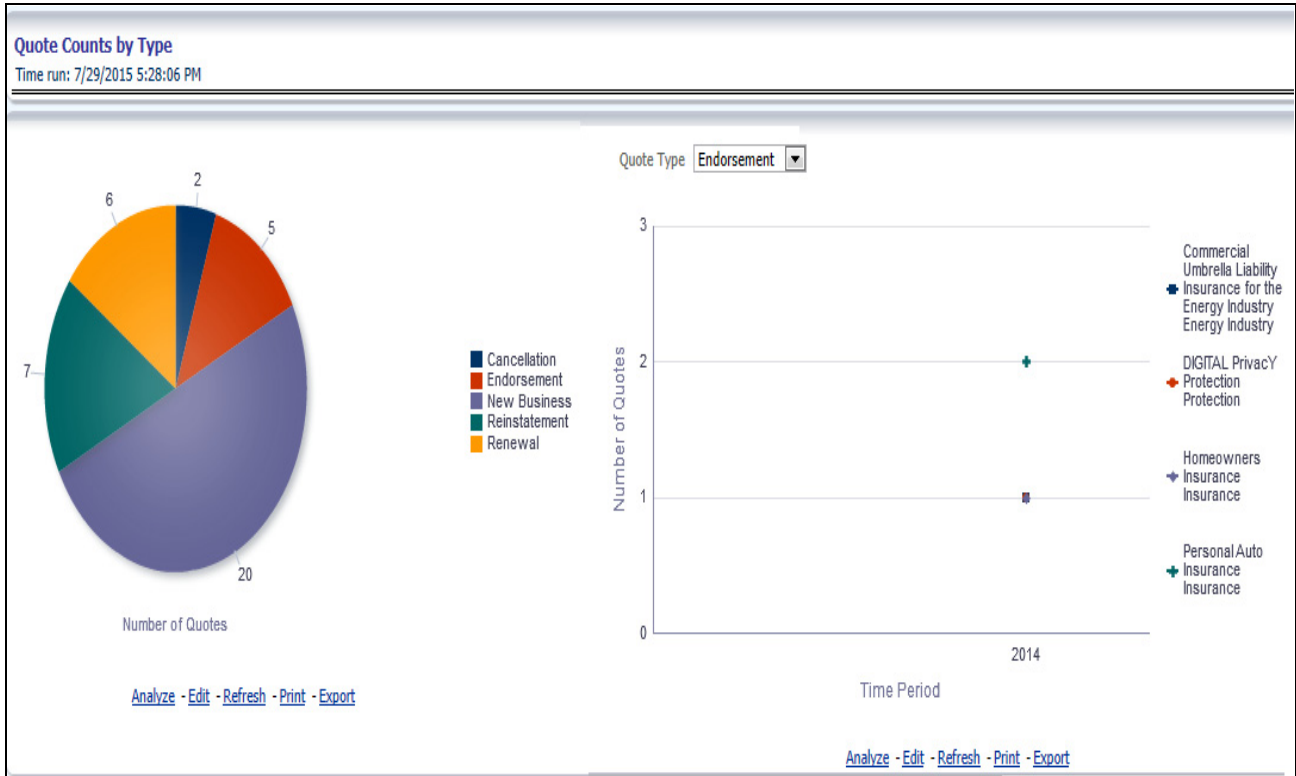 Quote Counts by Type
Time run: 7/29/2015 5:28:06 PM
2
6
5
7
20
Number of Quotes
Cancellation
Endorsement
New Business
Reinstatement
Renewal
Analyze - Edit - Refresh - Print - Export
Quote Type Endorsement
Number of Quotes
3
2
1
0
2014
Time Period
Commercial
Umbrella Liability
Insurance for the
Energy Industry
Energy Industry
DIGITAL PrivacY
Protection
Protection
Homeowners
Insurance
Insurance
Personal Auto
Insurance
Insurance
Analyze - Edit - Refresh - Print - Export